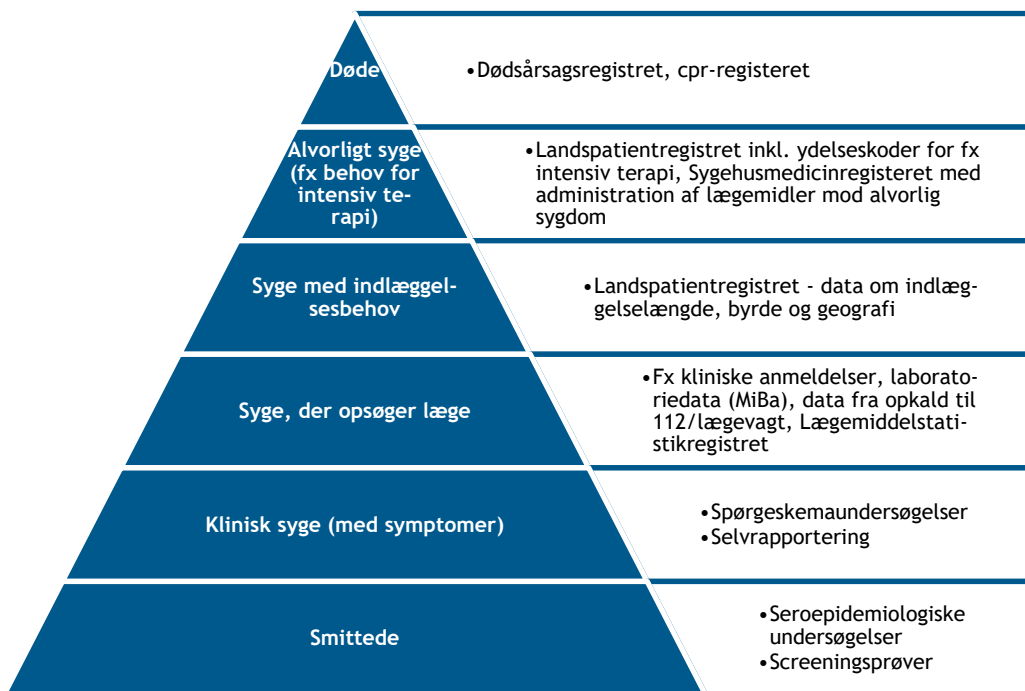 Døde
•Dødsårsagsregistret, cpr-registeret
Alvorligt syge
(fx behov for
intensiv te-
rapi)
•Landspatientregistret inkl. ydelseskoder for fx
intensiv terapi, Sygehusmedicinregisteret med
administration af lægemidler mod alvorlig
sygdom
Syge med indlæggel-
sesbehov
•Landspatientregistret - data om indlæg-
gelselængde, byrde og geografi
Syge, der opsøger læge
•Fx kliniske anmeldelser, laborato-
riedata (MiBa), data fra opkald til
112/lægevagt, Lægemiddelstati-
stikregistret
Klinisk syge (med symptomer)
•Spørgeskemaundersøgelser
•Selvrapportering
Smittede
•Seroepidemiologiske
undersøgelser
•Screeningsprøver